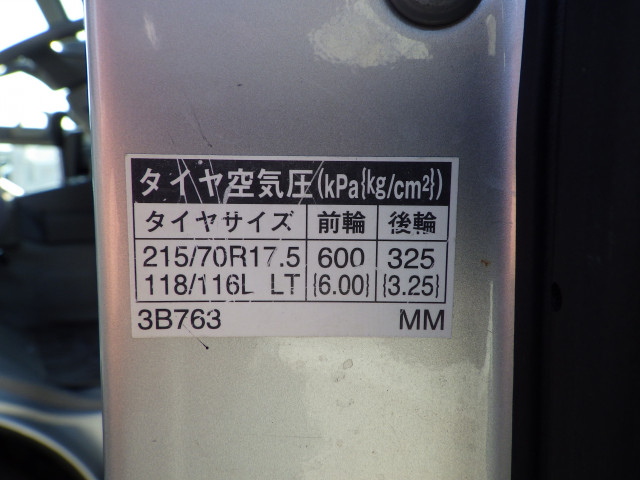 タイヤ空気圧(kPa{kg/cm²})
タイヤサイズ 前輪 後輪
215/70R17.5 600 325
118/116L LT {6.00} {3.25}
3B763 MM